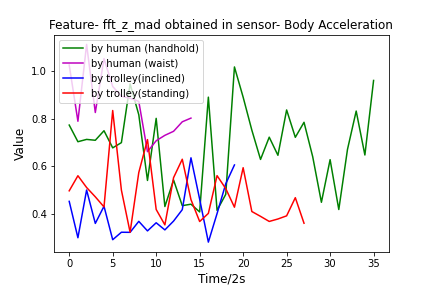 Feature- fft_z_mad obtained in sensor- Body Acceleration
by human (handhold)
by human (waist)
by trolley(inclined)
by trolley(standing)
Value
1.0
0.8
0.6
0.4
0 5 10 15 20 25 30 35
Time/2s